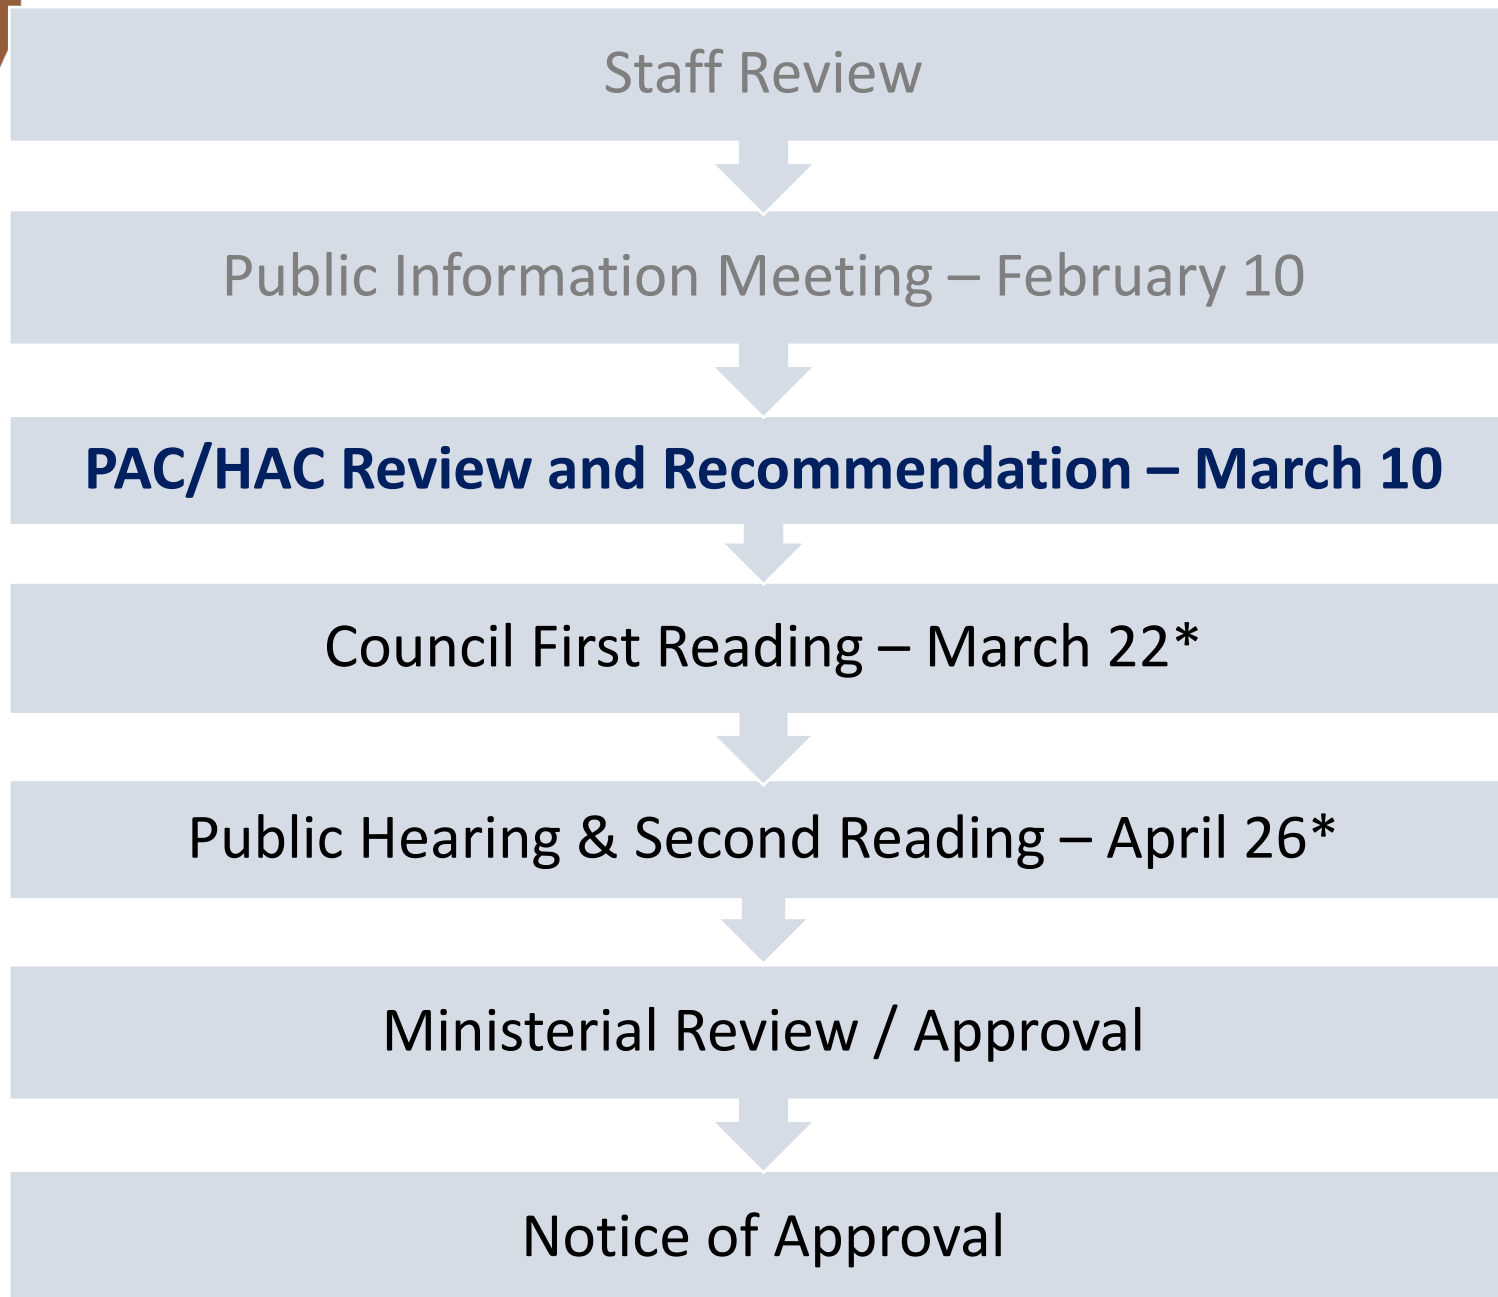 Staff Review
Public Information Meeting – February 10
PAC/HAC Review and Recommendation – March 10
Council First Reading – March 22*
Public Hearing & Second Reading – April 26*
Ministerial Review / Approval
Notice of Approval